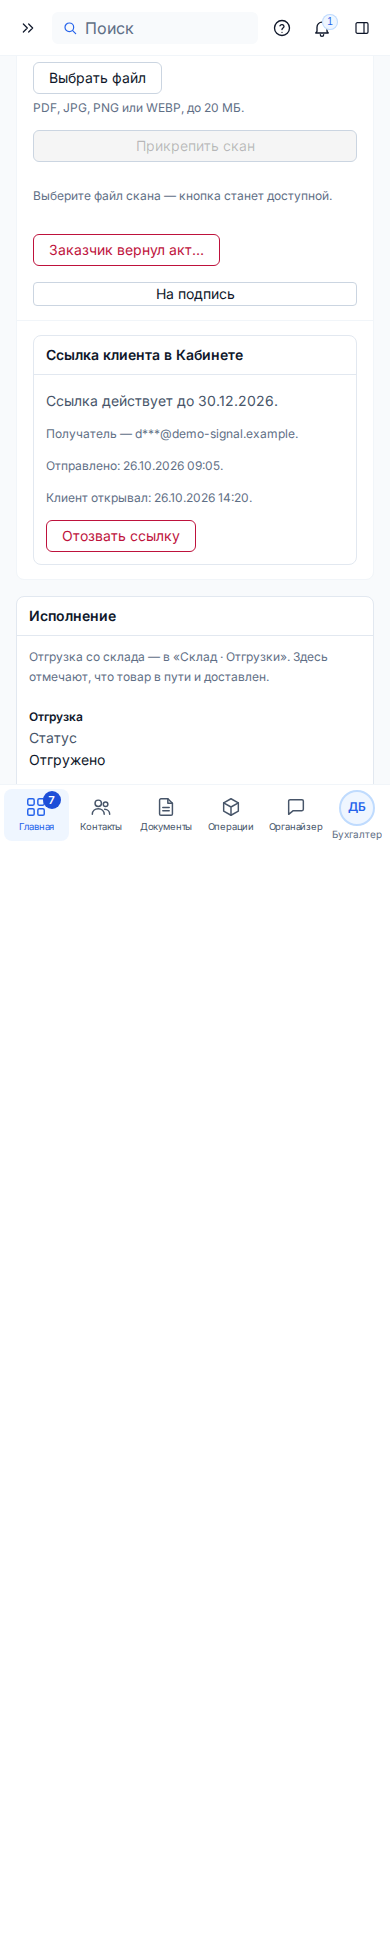 Поиск
1
Выбрать файл
PDF, JPG, PNG или WEBP, до 20 МБ.
Прикрепить скан
Выберите файл скана — кнопка станет доступной.
Заказчик вернул акт...
На подпись
Ссылка клиента в Кабинете
Ссылка действует до 30.12.2026.
Получатель — d***@demo-signal.example.
Отправлено: 26.10.2026 09:05.
Клиент открывал: 26.10.2026 14:20.
Отозвать ссылку
Исполнение
Отгрузка со склада — в «Склад · Отгрузки». Здесь
отмечают, что товар в пути и доставлен.
Отгрузка
Статус
Отгружено
7
ДБ
Главная
Контакты
Документы
Операции
Органайзер
Бухгалтер